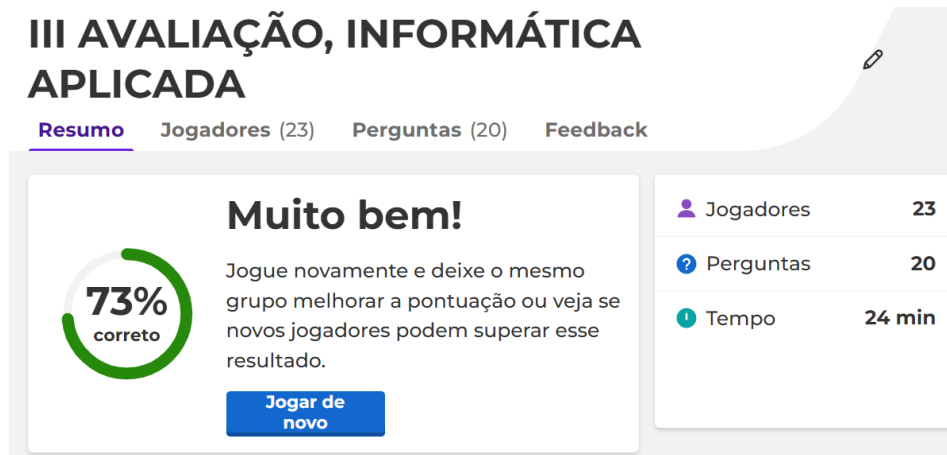 III AVALIAÇÃO, INFORMÁTICA
APLICADA
Resumo Jogadores (23) Perguntas (20) Feedback
73%
correto
Muito bem!
Jogue novamente e deixe o mesmo
grupo melhorar a pontuação ou veja se
novos jogadores podem superar esse
resultado.
Jogar de
novo
Jogadores 23
? Perguntas 20
Tempo 24 min